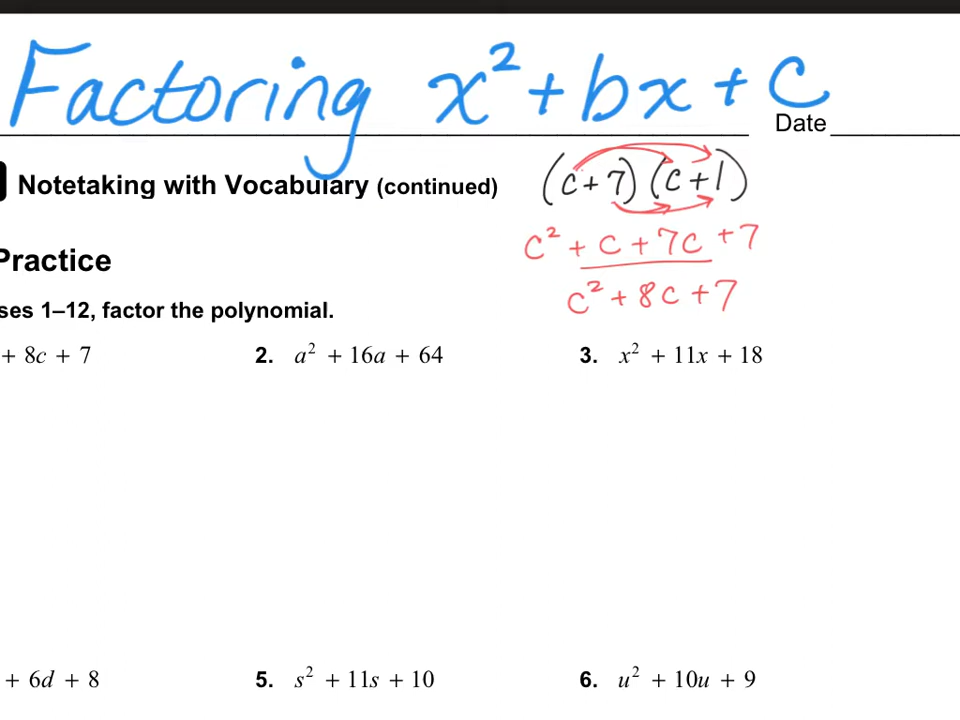 Factoring x² + bx + c
Date
Notetaking with Vocabulary (continued)
(c + 7)(c + 1)
c² + c + 7c + 7
c² + 8c + 7
Practice
ses 1–12, factor the polynomial.
+ 8c + 7
2. a² + 16a + 64
3. x² + 11x + 18
+ 6d + 8
5. s² + 11s + 10
6. u² + 10u + 9